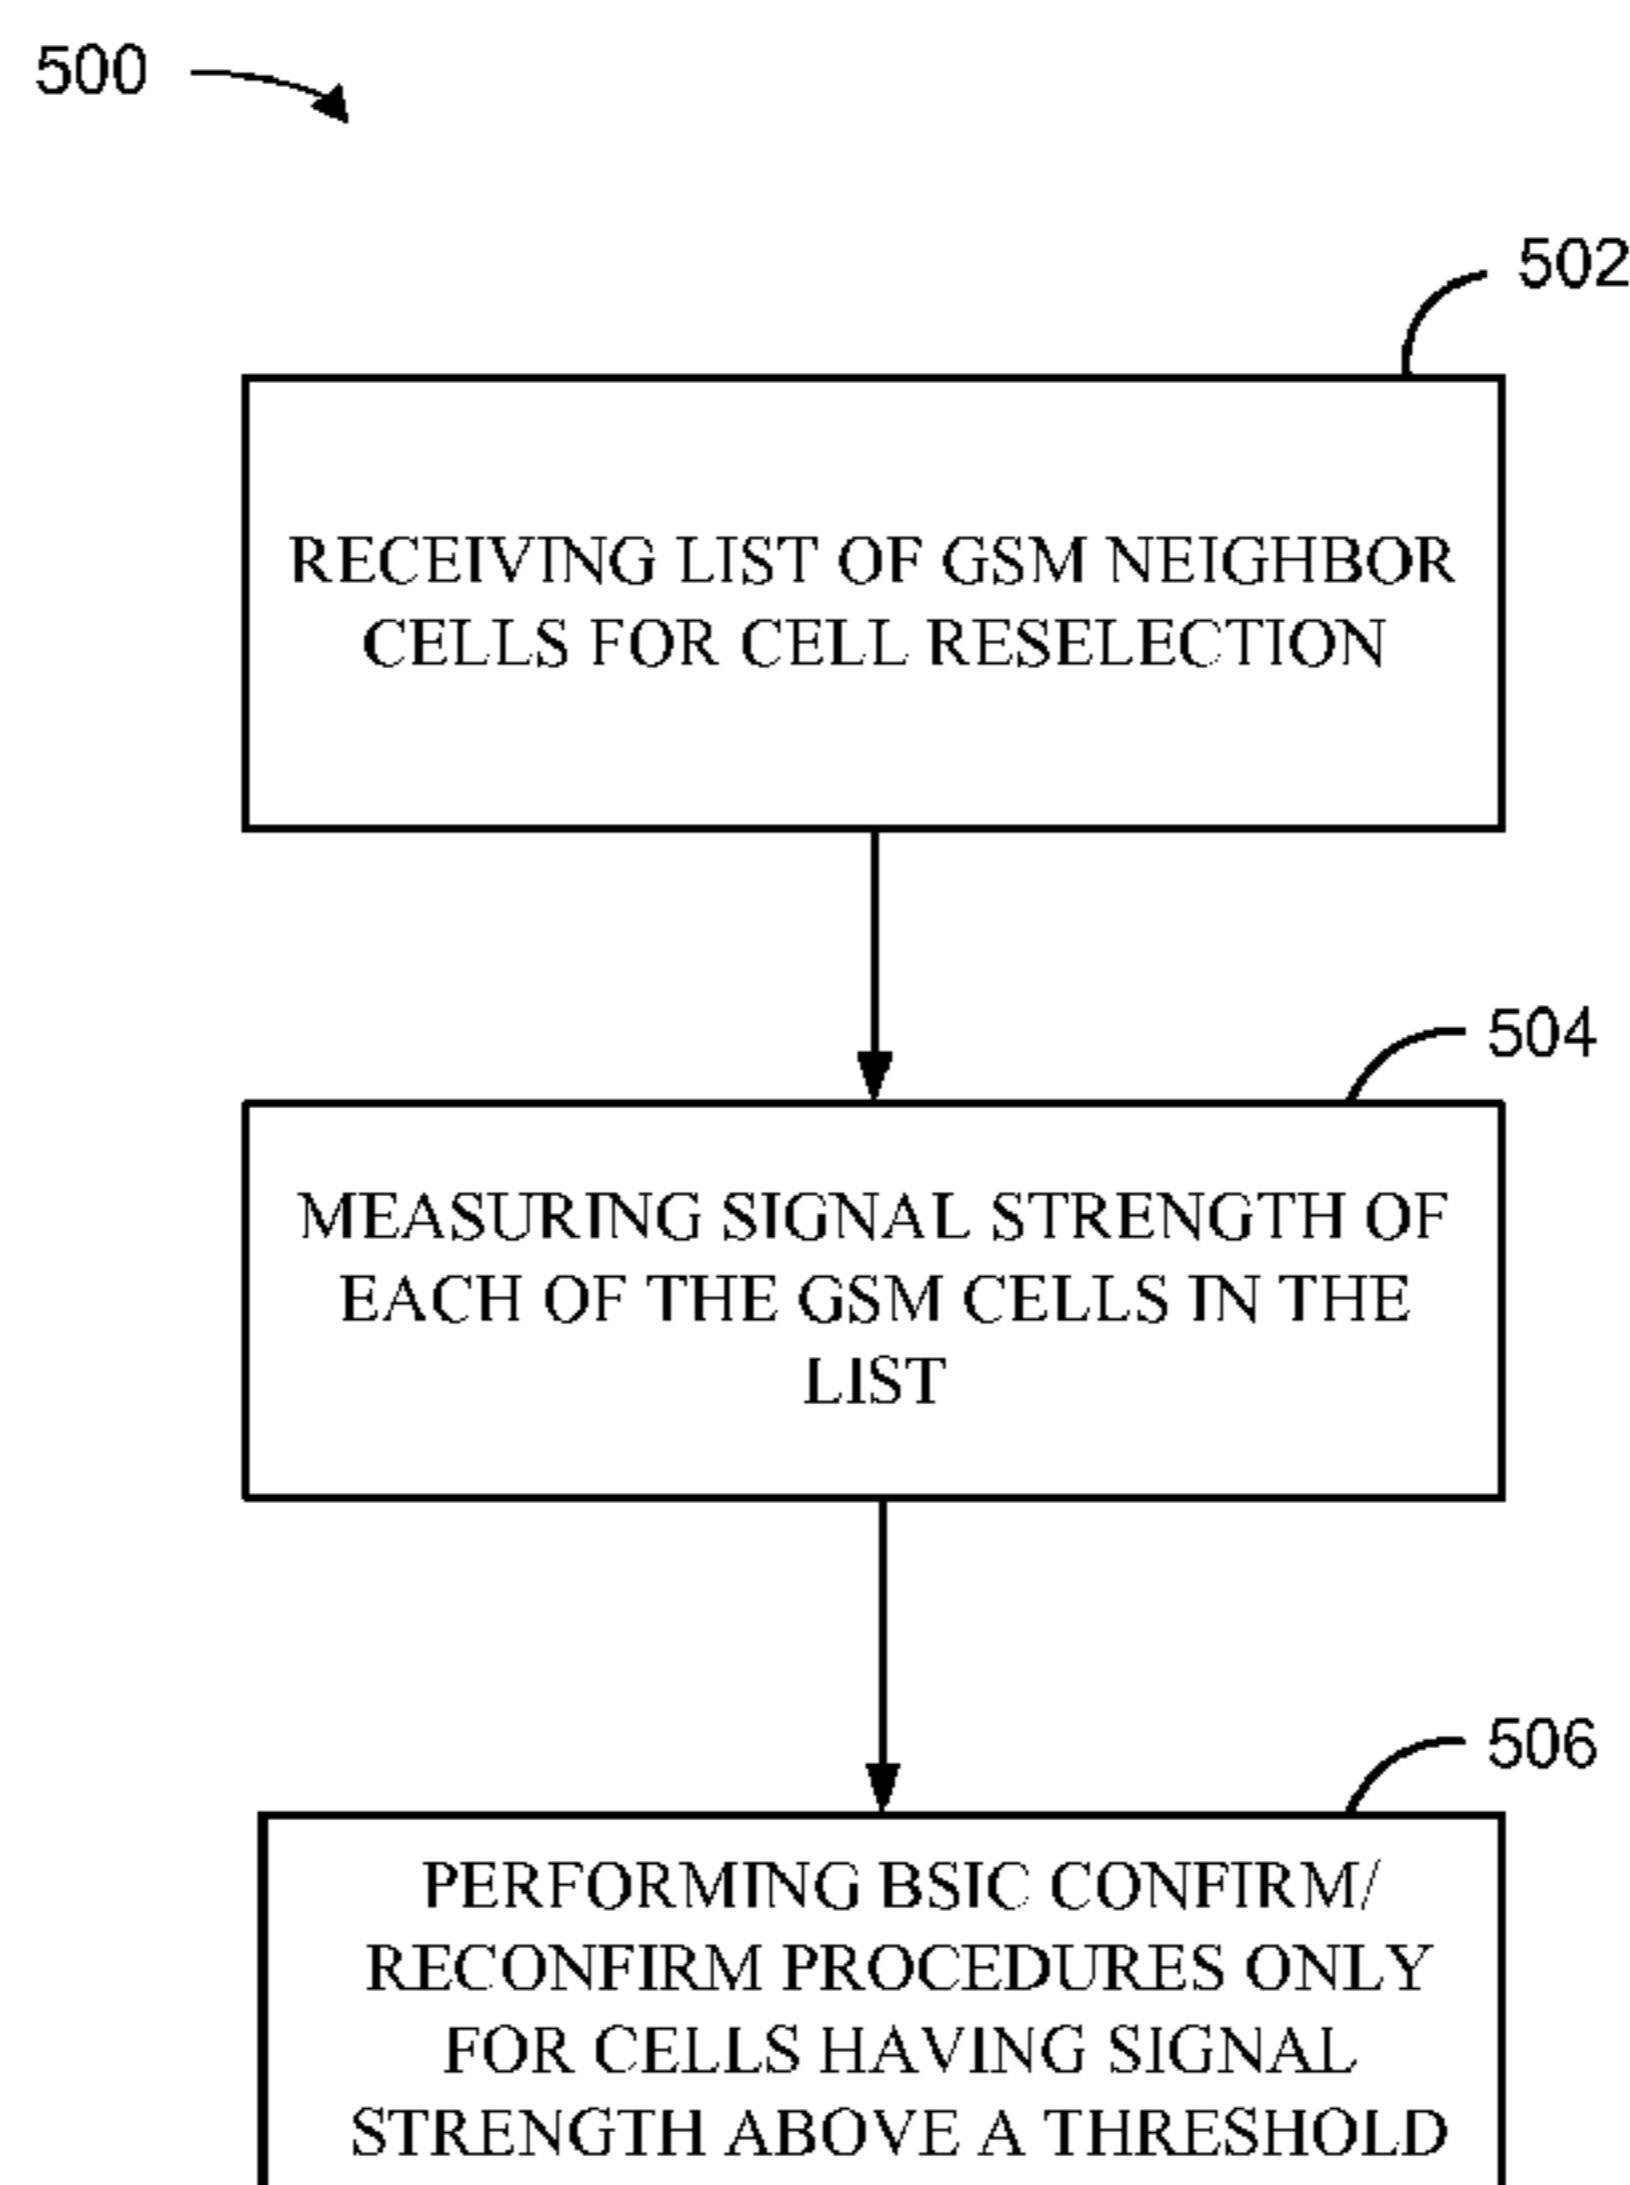 500
502
RECEIVING LIST OF GSM NEIGHBOR
CELLS FOR CELL RESELECTION
504
MEASURING SIGNAL STRENGTH OF
EACH OF THE GSM CELLS IN THE
LIST
506
PERFORMING BSIC CONFIRM/
RECONFIRM PROCEDURES ONLY
FOR CELLS HAVING SIGNAL
STRENGTH ABOVE A THRESHOLD